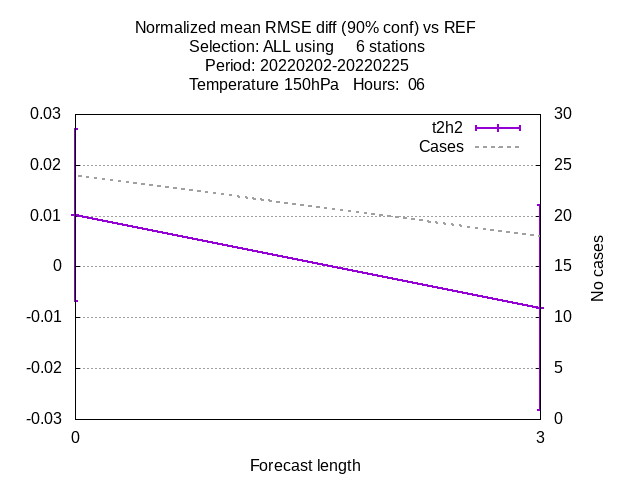 Normalized mean RMSE diff (90% conf) vs REF
Selection: ALL using     6 stations
Period: 20220202-20220225
Temperature 150hPa   Hours:  06
t2h2
Cases
0.03
0.02
0.01
0
-0.01
-0.02
-0.03
30
25
20
15
10
5
0
No cases
0
3
Forecast length